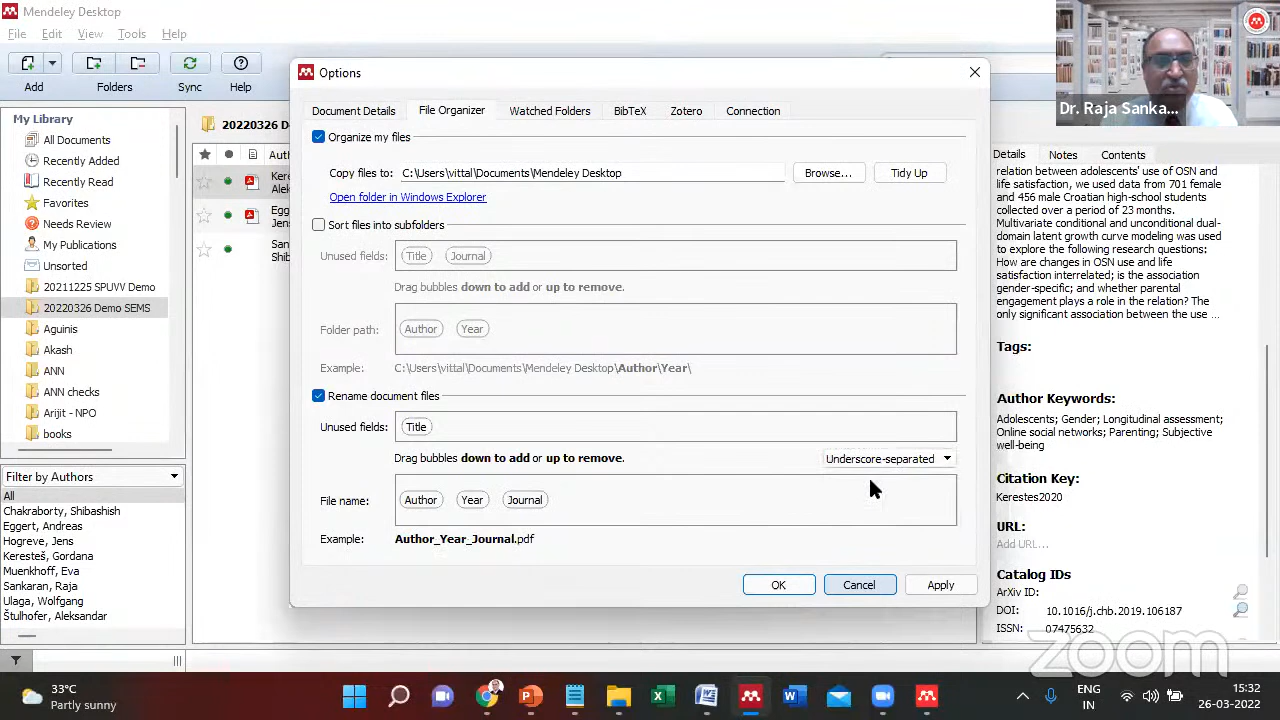 Mendeley Desktop
File Edit View Tools Help
Add Folders Sync Help
My Library
All Documents
Recently Added
Recently Read
Favorites
Needs Review
My Publications
Unsorted
20211225 SPUVV Demo
20220326 Demo SEMS
Aguinis
Akash
ANN
ANN checks
Arijit - NPO
books
Filter by Authors
All
Chakraborty, Shibashish
Eggert, Andreas
Hogreve, Jens
Keresteš, Gordana
Muenkhoff, Eva
Sankaran, Raja
Ulaga, Wolfgang
Štulhofer, Aleksandar
20220326 D
Auth
Kere
Aleks
Egg
Jens
San
Shib
Options
Document Details File Organizer Watched Folders BibTeX Zotero Connection
Organize my files
Copy files to: C:\Users\vittal\Documents\Mendeley Desktop Browse... Tidy Up
Open folder in Windows Explorer
Sort files into subfolders
Unused fields: Title Journal
Drag bubbles down to add or up to remove.
Folder path: Author Year
Example: C:\Users\vittal\Documents\Mendeley Desktop\Author\Year\
Rename document files
Unused fields: Title
Drag bubbles down to add or up to remove. Underscore-separated
File name: Author Year Journal
Example: Author_Year_Journal.pdf
OK Cancel Apply
Dr. Raja Sanka...
Details Notes Contents
relation between adolescents' use of OSN and
life satisfaction, we used data from 701 female
and 456 male Croatian high-school students
collected over a period of 23 months.
Multivariate conditional and unconditional dual-
domain latent growth curve modeling was used
to explore the following research questions:
How are changes in OSN use and life
satisfaction interrelated; is the association
gender-specific; and whether parental
engagement plays a role in the relation? The
only significant association between the use ...
Tags:
Author Keywords:
Adolescents; Gender; Longitudinal assessment;
Online social networks; Parenting; Subjective
well-being
Citation Key:
Kerestes2020
URL:
Add URL...
Catalog IDs
ArXiv ID:
DOI: 10.1016/j.chb.2019.106187
ISSN: 07475632
zoom
33°C
Partly sunny
ENG
IN
15:32
26-03-2022